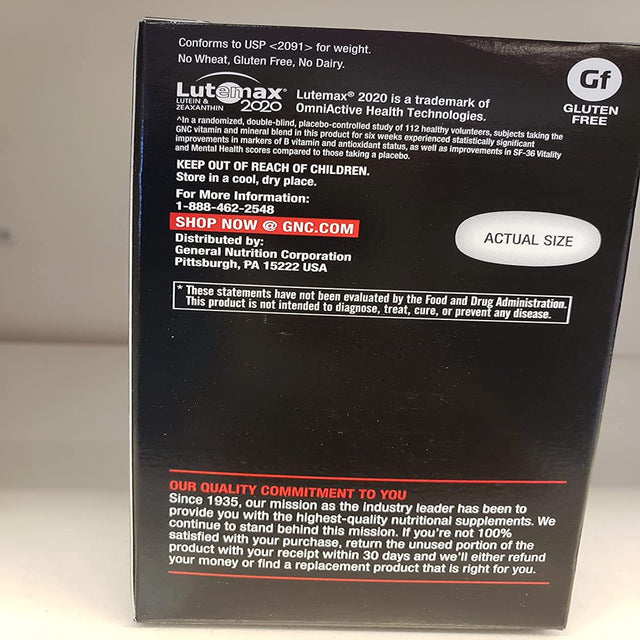 Conforms to USP <2091> for weight.
No Wheat, Gluten Free, No Dairy.
Lutemax®
LUTEIN &
ZEAXANTHIN
2020
Lutemax® 2020 is a trademark of
OmniActive Health Technologies.
Gf
GLUTEN
FREE
^In a randomized, double-blind, placebo-controlled study of 112 healthy volunteers, subjects taking the
GNC vitamin and mineral blend in this product for six weeks experienced statistically significant
improvements in markers of B vitamin and antioxidant status, as well as improvements in SF-36 Vitality
and Mental Health scores compared to those taking a placebo.
KEEP OUT OF REACH OF CHILDREN.
Store in a cool, dry place.
For More Information:
1-888-462-2548
SHOP NOW @ GNC.COM
Distributed by:
General Nutrition Corporation
Pittsburgh, PA 15222 USA
ACTUAL SIZE
* These statements have not been evaluated by the Food and Drug Administration.
This product is not intended to diagnose, treat, cure, or prevent any disease.
OUR QUALITY COMMITMENT TO YOU
Since 1935, our mission as the industry leader has been to
provide you with the highest-quality nutritional supplements. We
continue to stand behind this mission. If you're not 100%
satisfied with your purchase, return the unused portion of the
product with your receipt within 30 days and we'll either refund
your money or find a replacement product that is right for you.